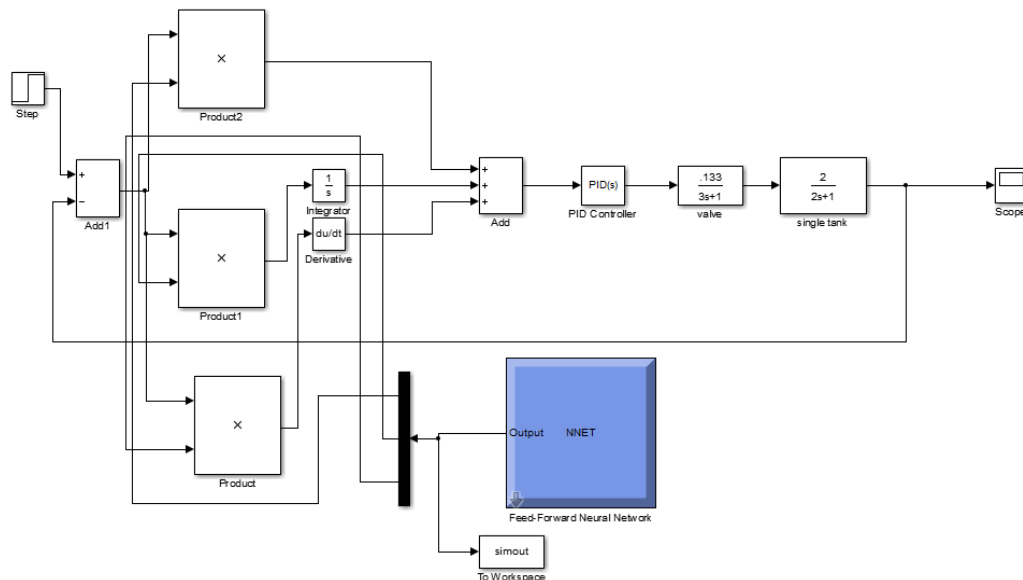 ×
Product2
Step
+
−
Add1
1
s
Integrator
du/dt
Derivative
×
Product1
+
+
+
Add
PID(s)
PID Controller
.133
3s+1
valve
2
2s+1
single tank
Scope
×
Product
Output
NNET
Feed-Forward Neural Network
simout
To Workspace